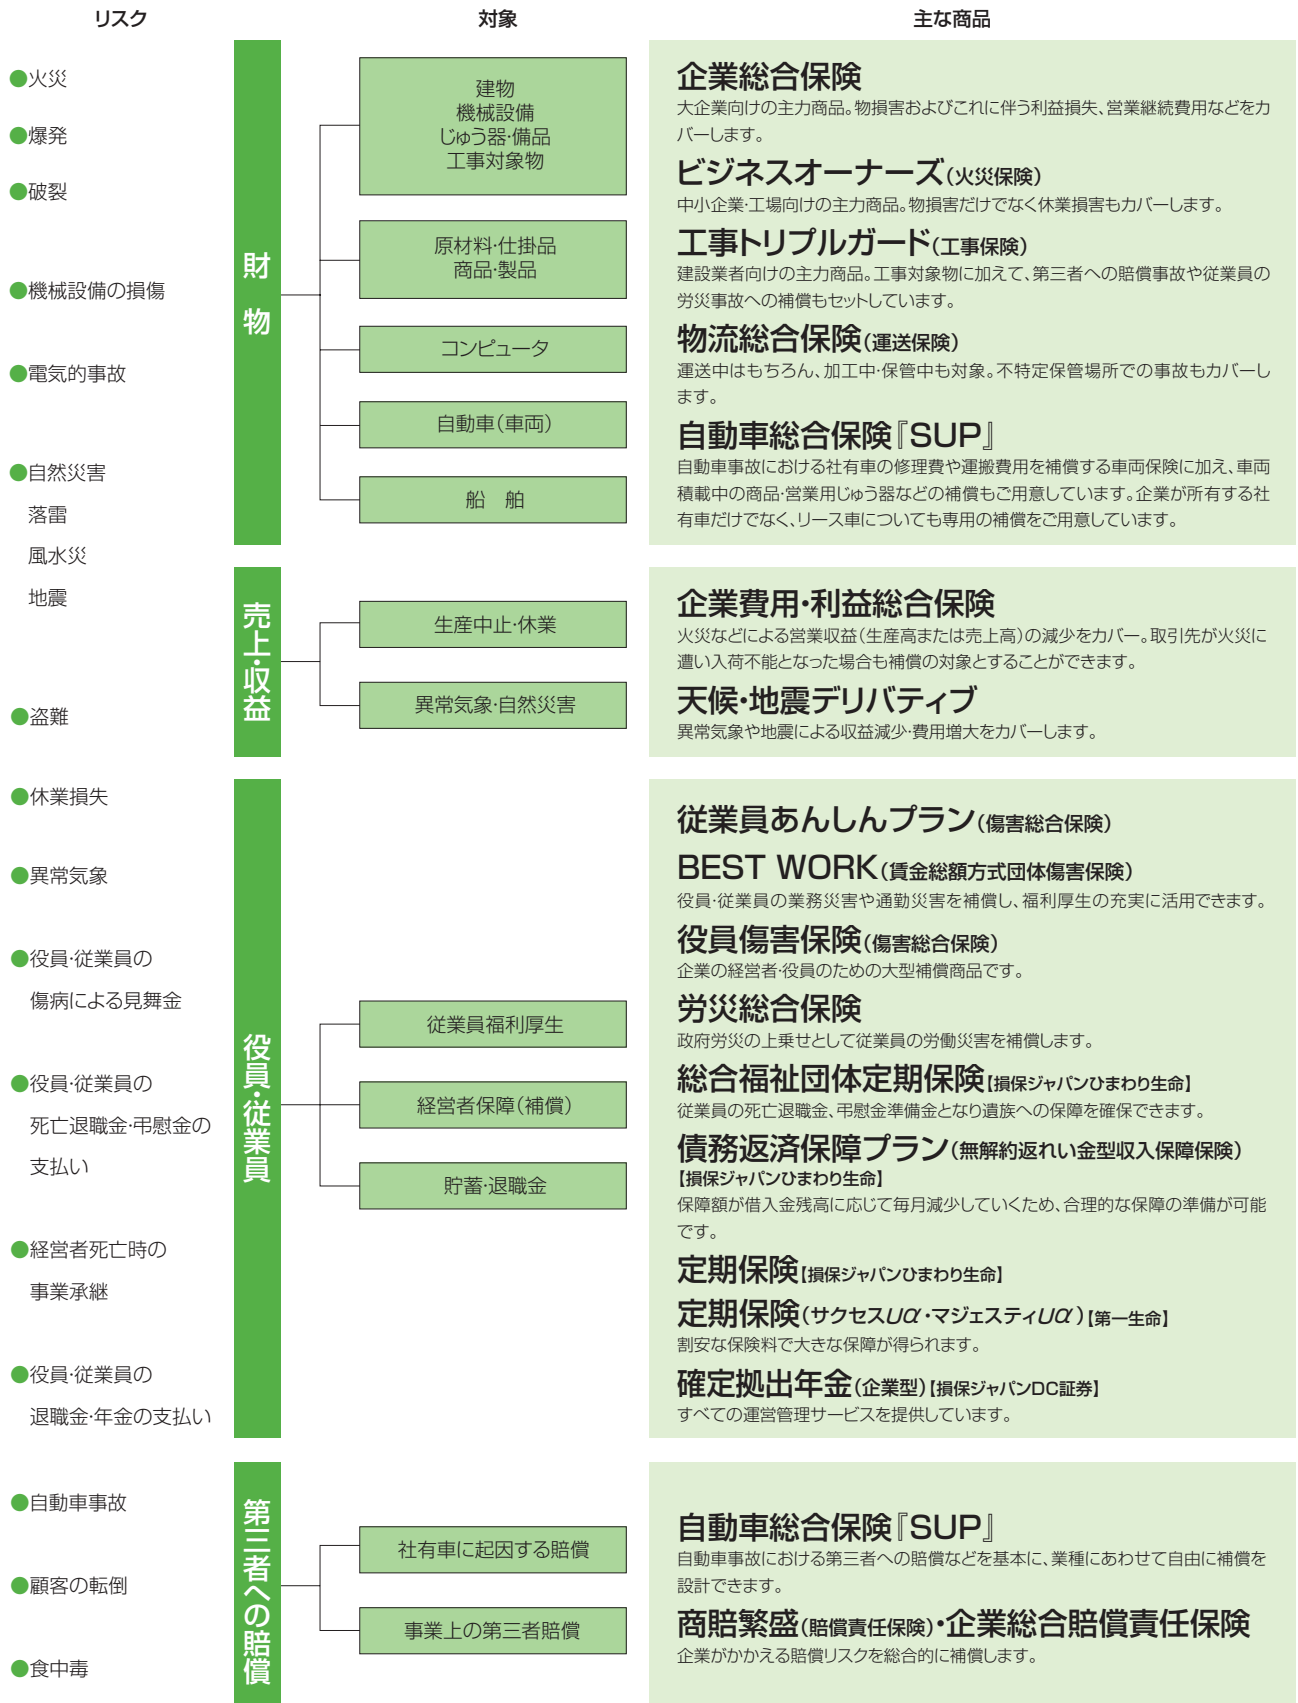 リスク
対象
主な商品
●火災
●爆発
●破裂
●機械設備の損傷
●電気的事故
●自然災害
落雷
風水災
地震
●盗難
●休業損失
●異常気象
●役員·従業員の
傷病による見舞金
●役員·従業員の
死亡退職金·弔慰金の
支払い
●経営者死亡時の
事業承継
●役員·従業員の
退職金·年金の支払い
●自動車事故
●顧客の転倒
●食中毒
財物
建物
機械設備
じゅう器·備品
工事対象物
原材料·仕掛品
商品·製品
コンピュータ
自動車（車両）
船　舶
企業総合保険
大企業向けの主力商品。物損害およびこれに伴う利益損失、営業継続費用などをカ
バーします。
ビジネスオーナーズ（火災保険）
中小企業·工場向けの主力商品。物損害だけでなく休業損害もカバーします。
工事トリプルガード（工事保険）
建設業者向けの主力商品。工事対象物に加えて、第三者への賠償事故や従業員の
労災事故への補償もセットしています。
物流総合保険（運送保険）
運送中はもちろん、加工中·保管中も対象。不特定保管場所での事故もカバーし
ます。
自動車総合保険『SUP』
自動車事故における社有車の修理費や運搬費用を補償する車両保険に加え、車両
積載中の商品·営業用じゅう器などの補償もご用意しています。企業が所有する社
有車だけでなく、リース車についても専用の補償をご用意しています。
売上·収益
生産中止·休業
異常気象·自然災害
企業費用·利益総合保険
火災などによる営業収益（生産高または売上高）の減少をカバー。取引先が火災に
遭い入荷不能となった場合も補償の対象とすることができます。
天候·地震デリバティブ
異常気象や地震による収益減少·費用増大をカバーします。
役員·従業員
従業員福利厚生
経営者保障（補償）
貯蓄·退職金
従業員あんしんプラン（傷害総合保険）
BEST WORK（賃金総額方式団体傷害保険）
役員·従業員の業務災害や通勤災害を補償し、福利厚生の充実に活用できます。
役員傷害保険（傷害総合保険）
企業の経営者·役員のための大型補償商品です。
労災総合保険
政府労災の上乗せとして従業員の労働災害を補償します。
総合福祉団体定期保険【損保ジャパンひまわり生命】
従業員の死亡退職金、弔慰金準備金となり遺族への保障を確保できます。
債務返済保障プラン（無解約返れい金型収入保障保険）
【損保ジャパンひまわり生命】
保障額が借入金残高に応じて毎月減少していくため、合理的な保障の準備が可能
です。
定期保険【損保ジャパンひまわり生命】
定期保険（サクセスUα·マジェスティUα）【第一生命】
割安な保険料で大きな保障が得られます。
確定拠出年金（企業型）【損保ジャパンDC証券】
すべての運営管理サービスを提供しています。
第三者への賠償
社有車に起因する賠償
事業上の第三者賠償
自動車総合保険『SUP』
自動車事故における第三者への賠償などを基本に、業種にあわせて自由に補償を
設計できます。
商賠繁盛（賠償責任保険）·企業総合賠償責任保険
企業がかかえる賠償リスクを総合的に補償します。